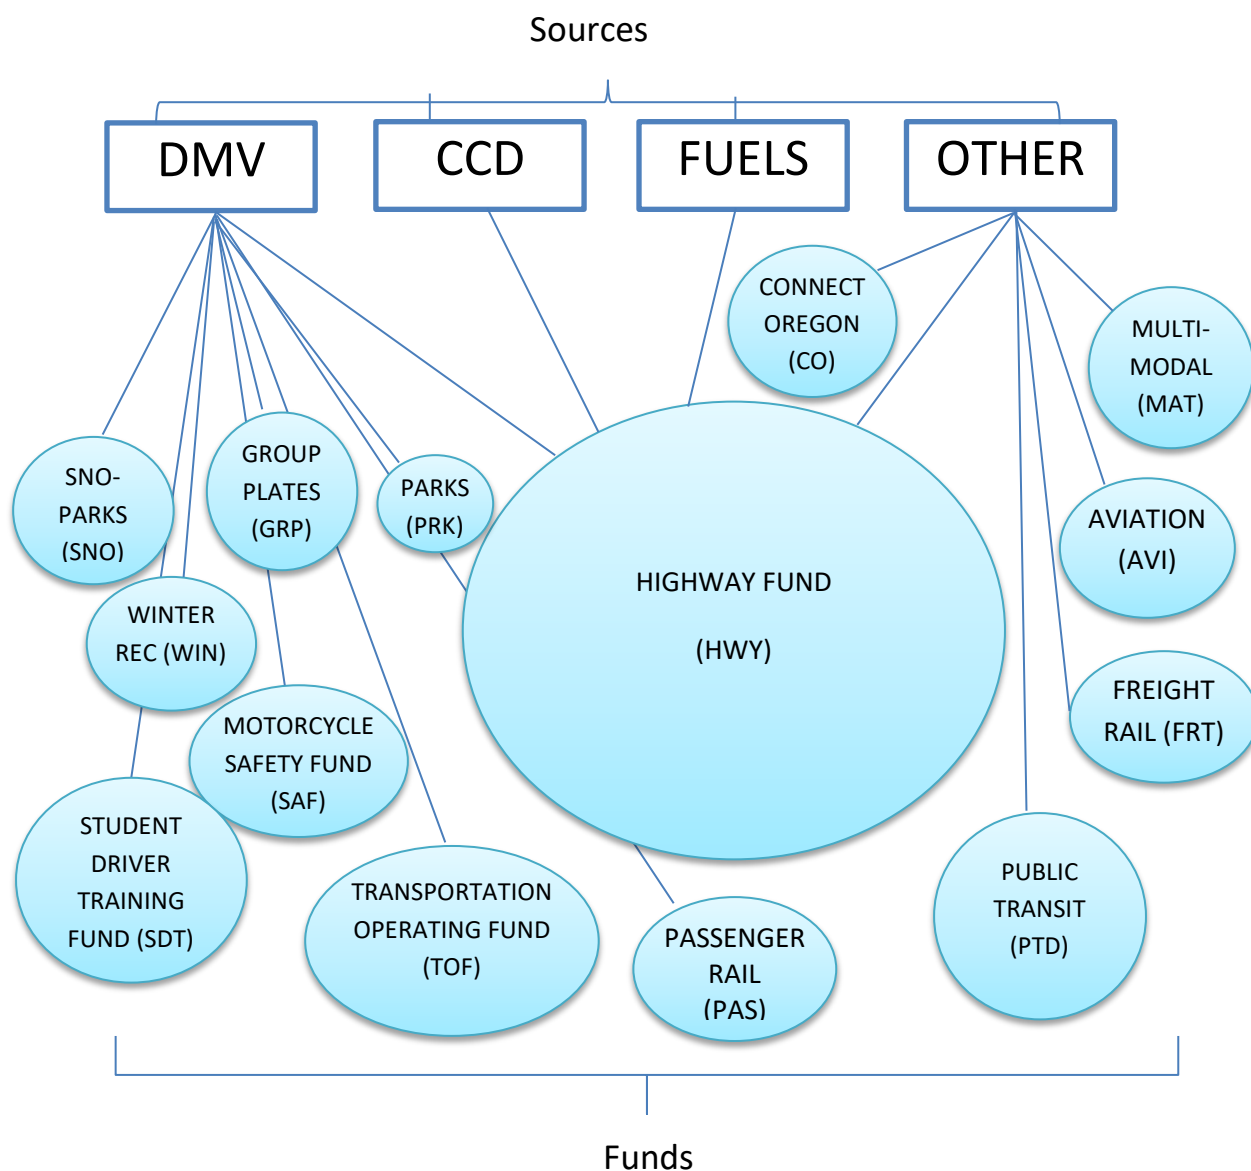 Sources
DMV
CCD
FUELS
OTHER
CONNECT
OREGON
(CO)
MULTI-
MODAL
(MAT)
SNO-
PARKS
(SNO)
GROUP
PLATES
(GRP)
PARKS
(PRK)
AVIATION
(AVI)
HIGHWAY FUND
(HWY)
WINTER
REC (WIN)
FREIGHT
RAIL (FRT)
MOTORCYCLE
SAFETY FUND
(SAF)
STUDENT
DRIVER
TRAINING
FUND (SDT)
TRANSPORTATION
OPERATING FUND
(TOF)
PASSENGER
RAIL
(PAS)
PUBLIC
TRANSIT
(PTD)
Funds